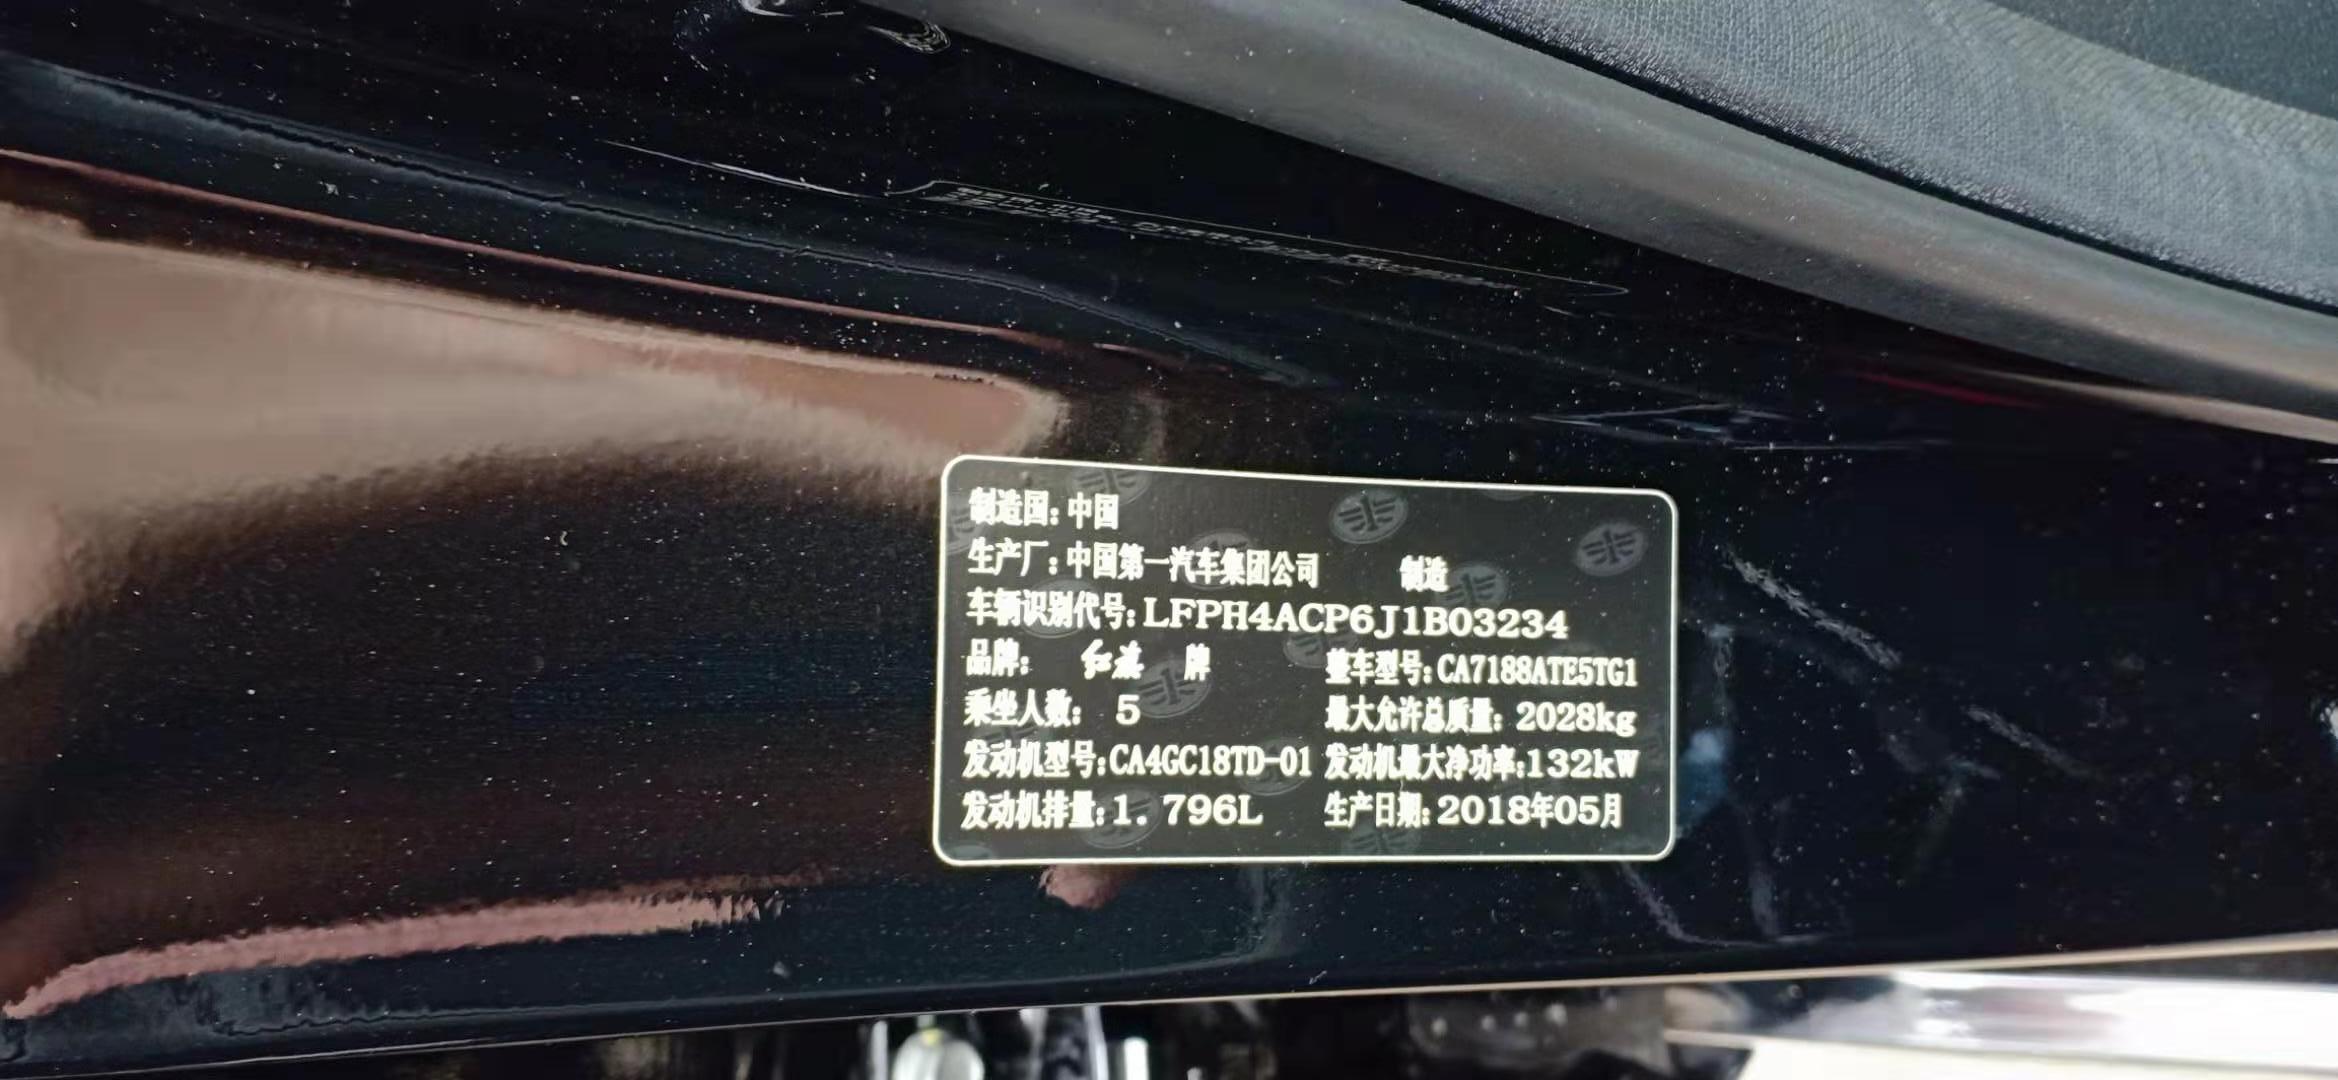 制造国:中国
生产厂:中国第一汽车集团公司 制造
车辆识别代号:LFPH4ACP6J1B03234
品牌: 红旗 牌 整车型号:CA7188ATE5TG1
乘坐人数: 5 最大允许总质量: 2028kg
发动机型号:CA4GC18TD-01 发动机最大净功率:132kW
发动机排量:1. 796L 生产日期:2018年05月